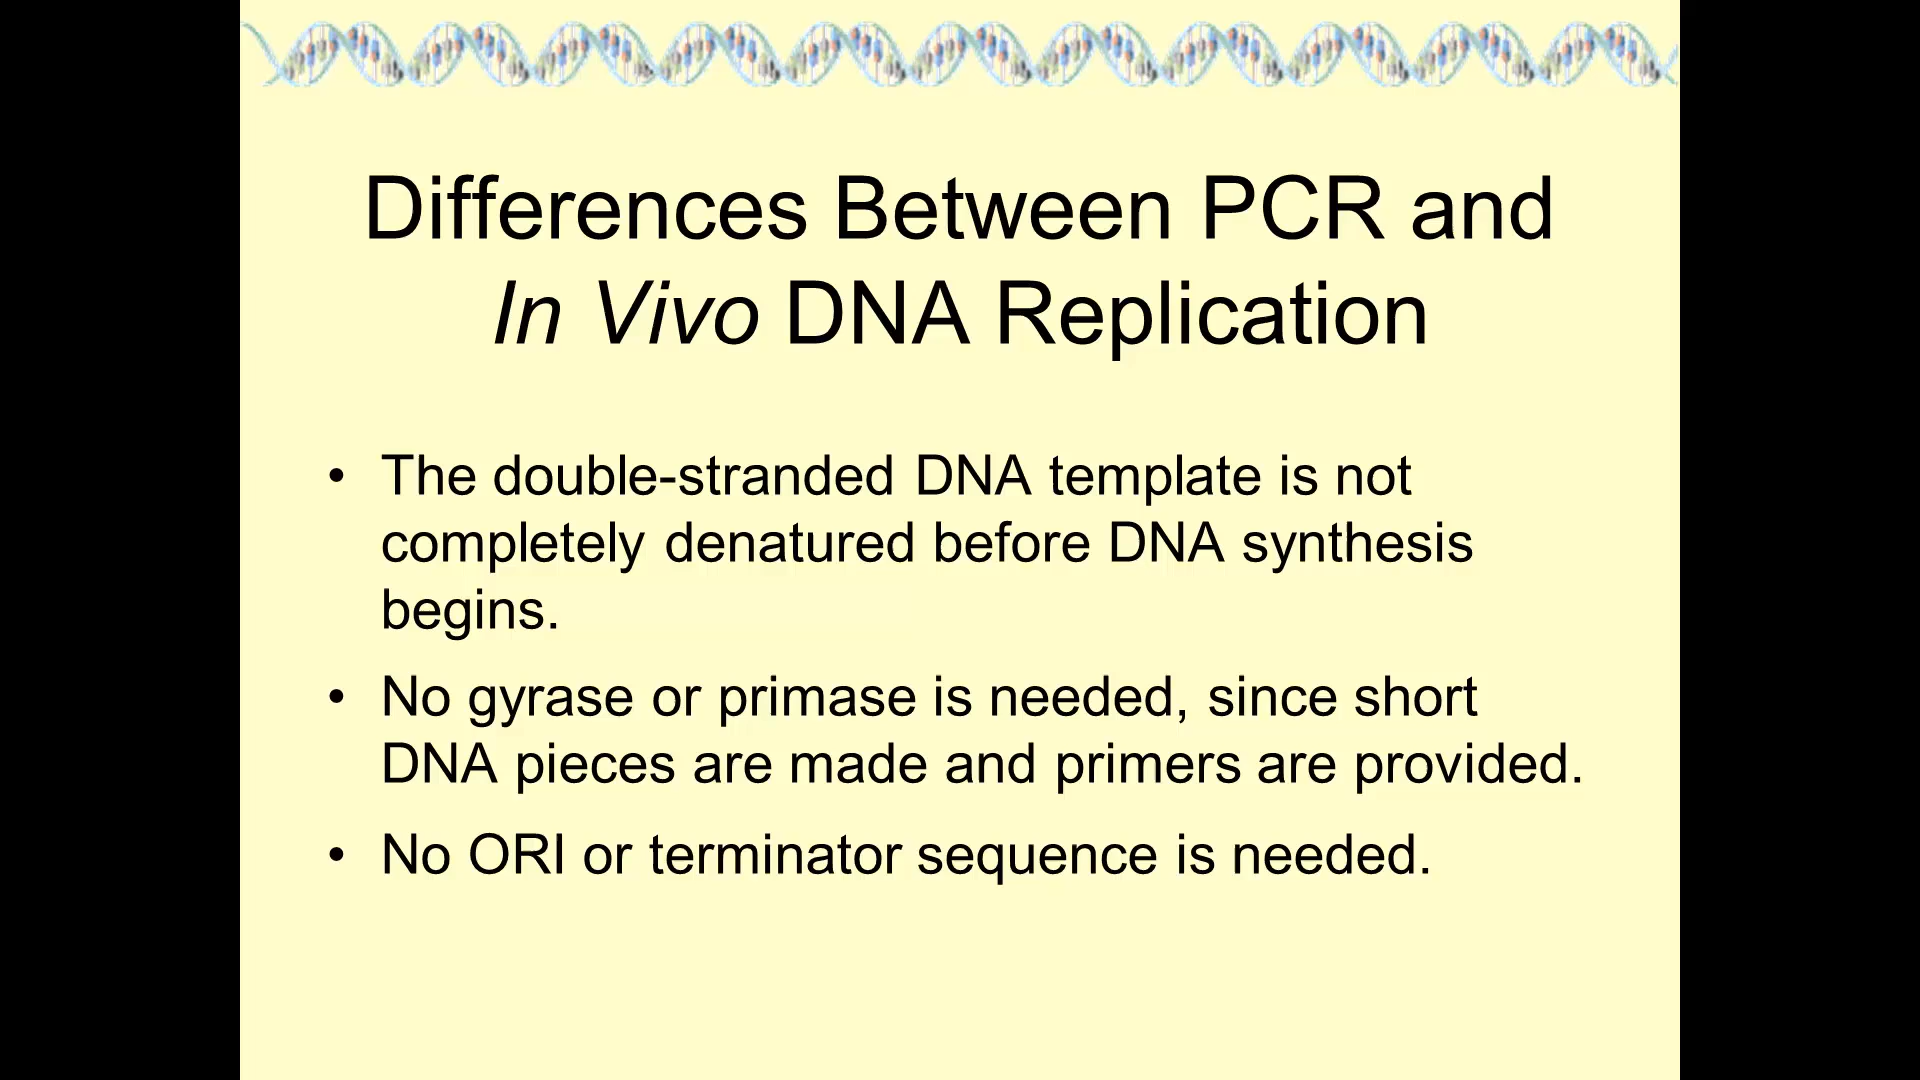 Differences Between PCR and
In Vivo DNA Replication
• The double-stranded DNA template is not
completely denatured before DNA synthesis
begins.
• No gyrase or primase is needed, since short
DNA pieces are made and primers are provided.
• No ORI or terminator sequence is needed.